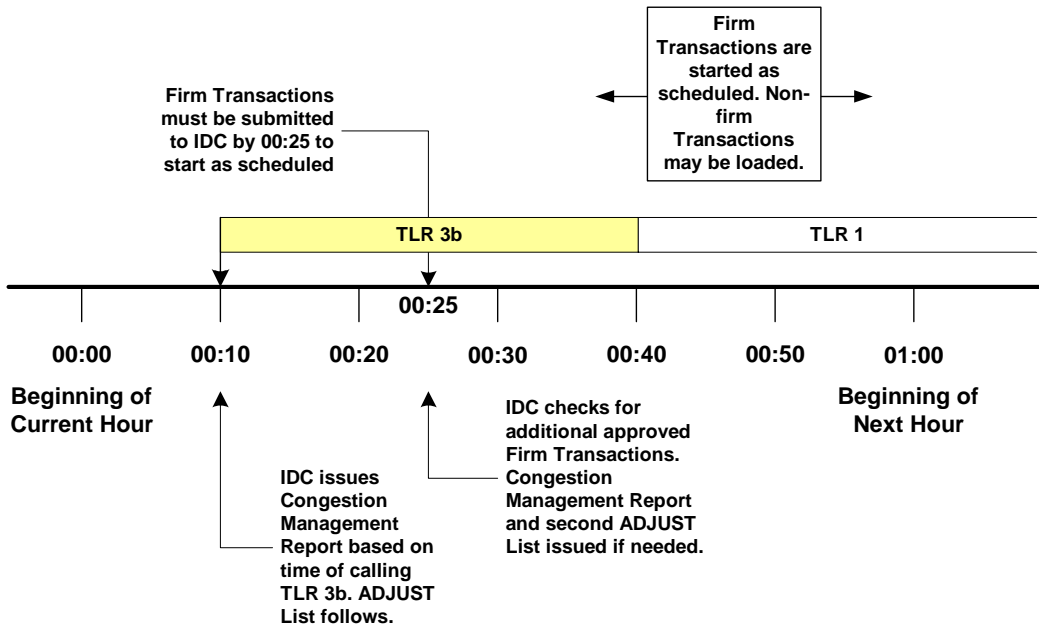 Firm
Transactions are
started as
scheduled. Non-
firm
Transactions
may be loaded.
Firm Transactions
must be submitted
to IDC by 00:25 to
start as scheduled
TLR 3b
TLR 1
00:25
00:00
00:10
00:20
00:30
00:40
00:50
01:00
Beginning of
Current Hour
Beginning of
Next Hour
IDC issues
Congestion
Management
Report based on
time of calling
TLR 3b. ADJUST
List follows.
IDC checks for
additional approved
Firm Transactions.
Congestion
Management Report
and second ADJUST
List issued if needed.